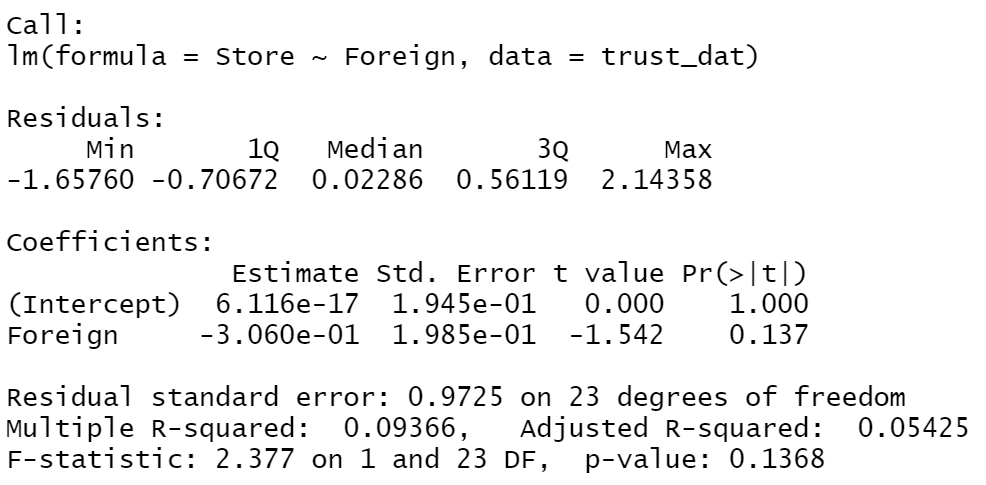 Call:
lm(formula = Store ~ Foreign, data = trust_dat)
Residuals:
Min 1Q Median 3Q Max
-1.65760 -0.70672 0.02286 0.56119 2.14358
Coefficients:
Estimate Std. Error t value Pr(>|t|)
(Intercept) 6.116e-17 1.945e-01 0.000 1.000
Foreign -3.060e-01 1.985e-01 -1.542 0.137
Residual standard error: 0.9725 on 23 degrees of freedom
Multiple R-squared: 0.09366, Adjusted R-squared: 0.05425
F-statistic: 2.377 on 1 and 23 DF, p-value: 0.1368